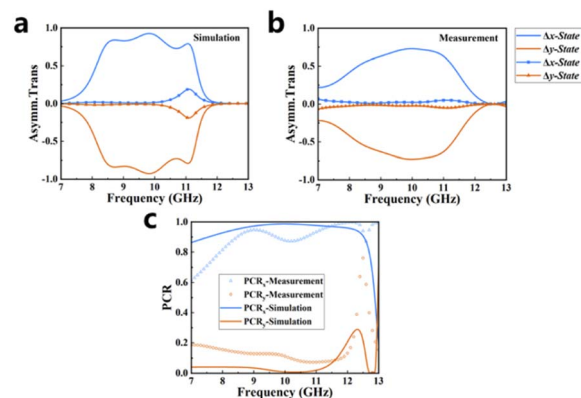 a
Simulation
1.0
0.5
0.0
-0.5
-1.0
Asymm.Trans
7 8 9 10 11 12 13
Frequency (GHz)
b
Measurement
1.0
0.5
0.0
-0.5
-1.0
Asymm.Trans
7 8 9 10 11 12 13
Frequency (GHz)
Δx-State
Δy-State
Δx-State
Δy-State
c
1.0
0.8
0.6
0.4
0.2
0.0
PCR
PCRx-Measurement
PCRy-Measurement
PCRx-Simulation
PCRy-Simulation
7 8 9 10 11 12 13
Frequency (GHz)